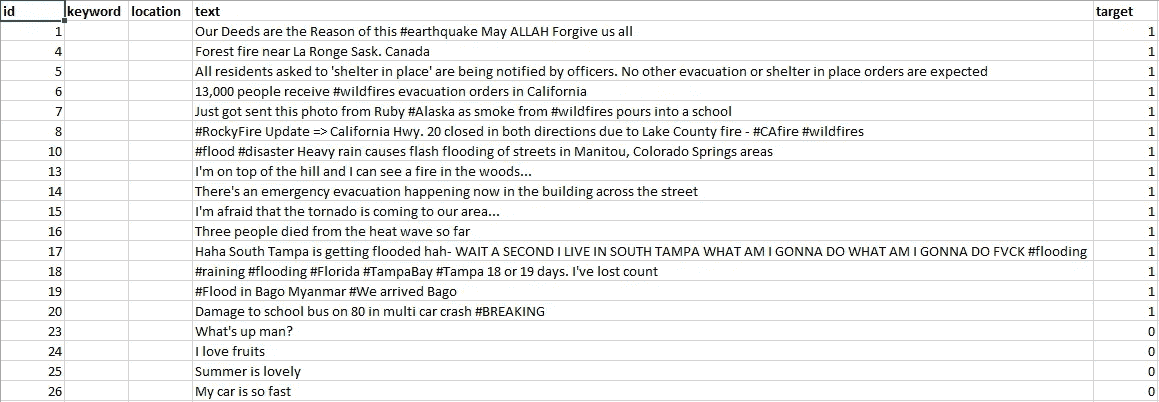 id keyword location text target
1 Our Deeds are the Reason of this #earthquake May ALLAH Forgive us all 1
4 Forest fire near La Ronge Sask. Canada 1
5 All residents asked to 'shelter in place' are being notified by officers. No other evacuation or shelter in place orders are expected 1
6 13,000 people receive #wildfires evacuation orders in California 1
7 Just got sent this photo from Ruby #Alaska as smoke from #wildfires pours into a school 1
8 #RockyFire Update => California Hwy. 20 closed in both directions due to Lake County fire - #CAfire #wildfires 1
10 #flood #disaster Heavy rain causes flash flooding of streets in Manitou, Colorado Springs areas 1
13 I'm on top of the hill and I can see a fire in the woods... 1
14 There's an emergency evacuation happening now in the building across the street 1
15 I'm afraid that the tornado is coming to our area... 1
16 Three people died from the heat wave so far 1
17 Haha South Tampa is getting flooded hah- WAIT A SECOND I LIVE IN SOUTH TAMPA WHAT AM I GONNA DO WHAT AM I GONNA DO FVCK #flooding 1
18 #raining #flooding #Florida #TampaBay #Tampa 18 or 19 days. I've lost count 1
19 #Flood in Bago Myanmar #We arrived Bago 1
20 Damage to school bus on 80 in multi car crash #BREAKING 1
23 What's up man? 0
24 I love fruits 0
25 Summer is lovely 0
26 My car is so fast 0